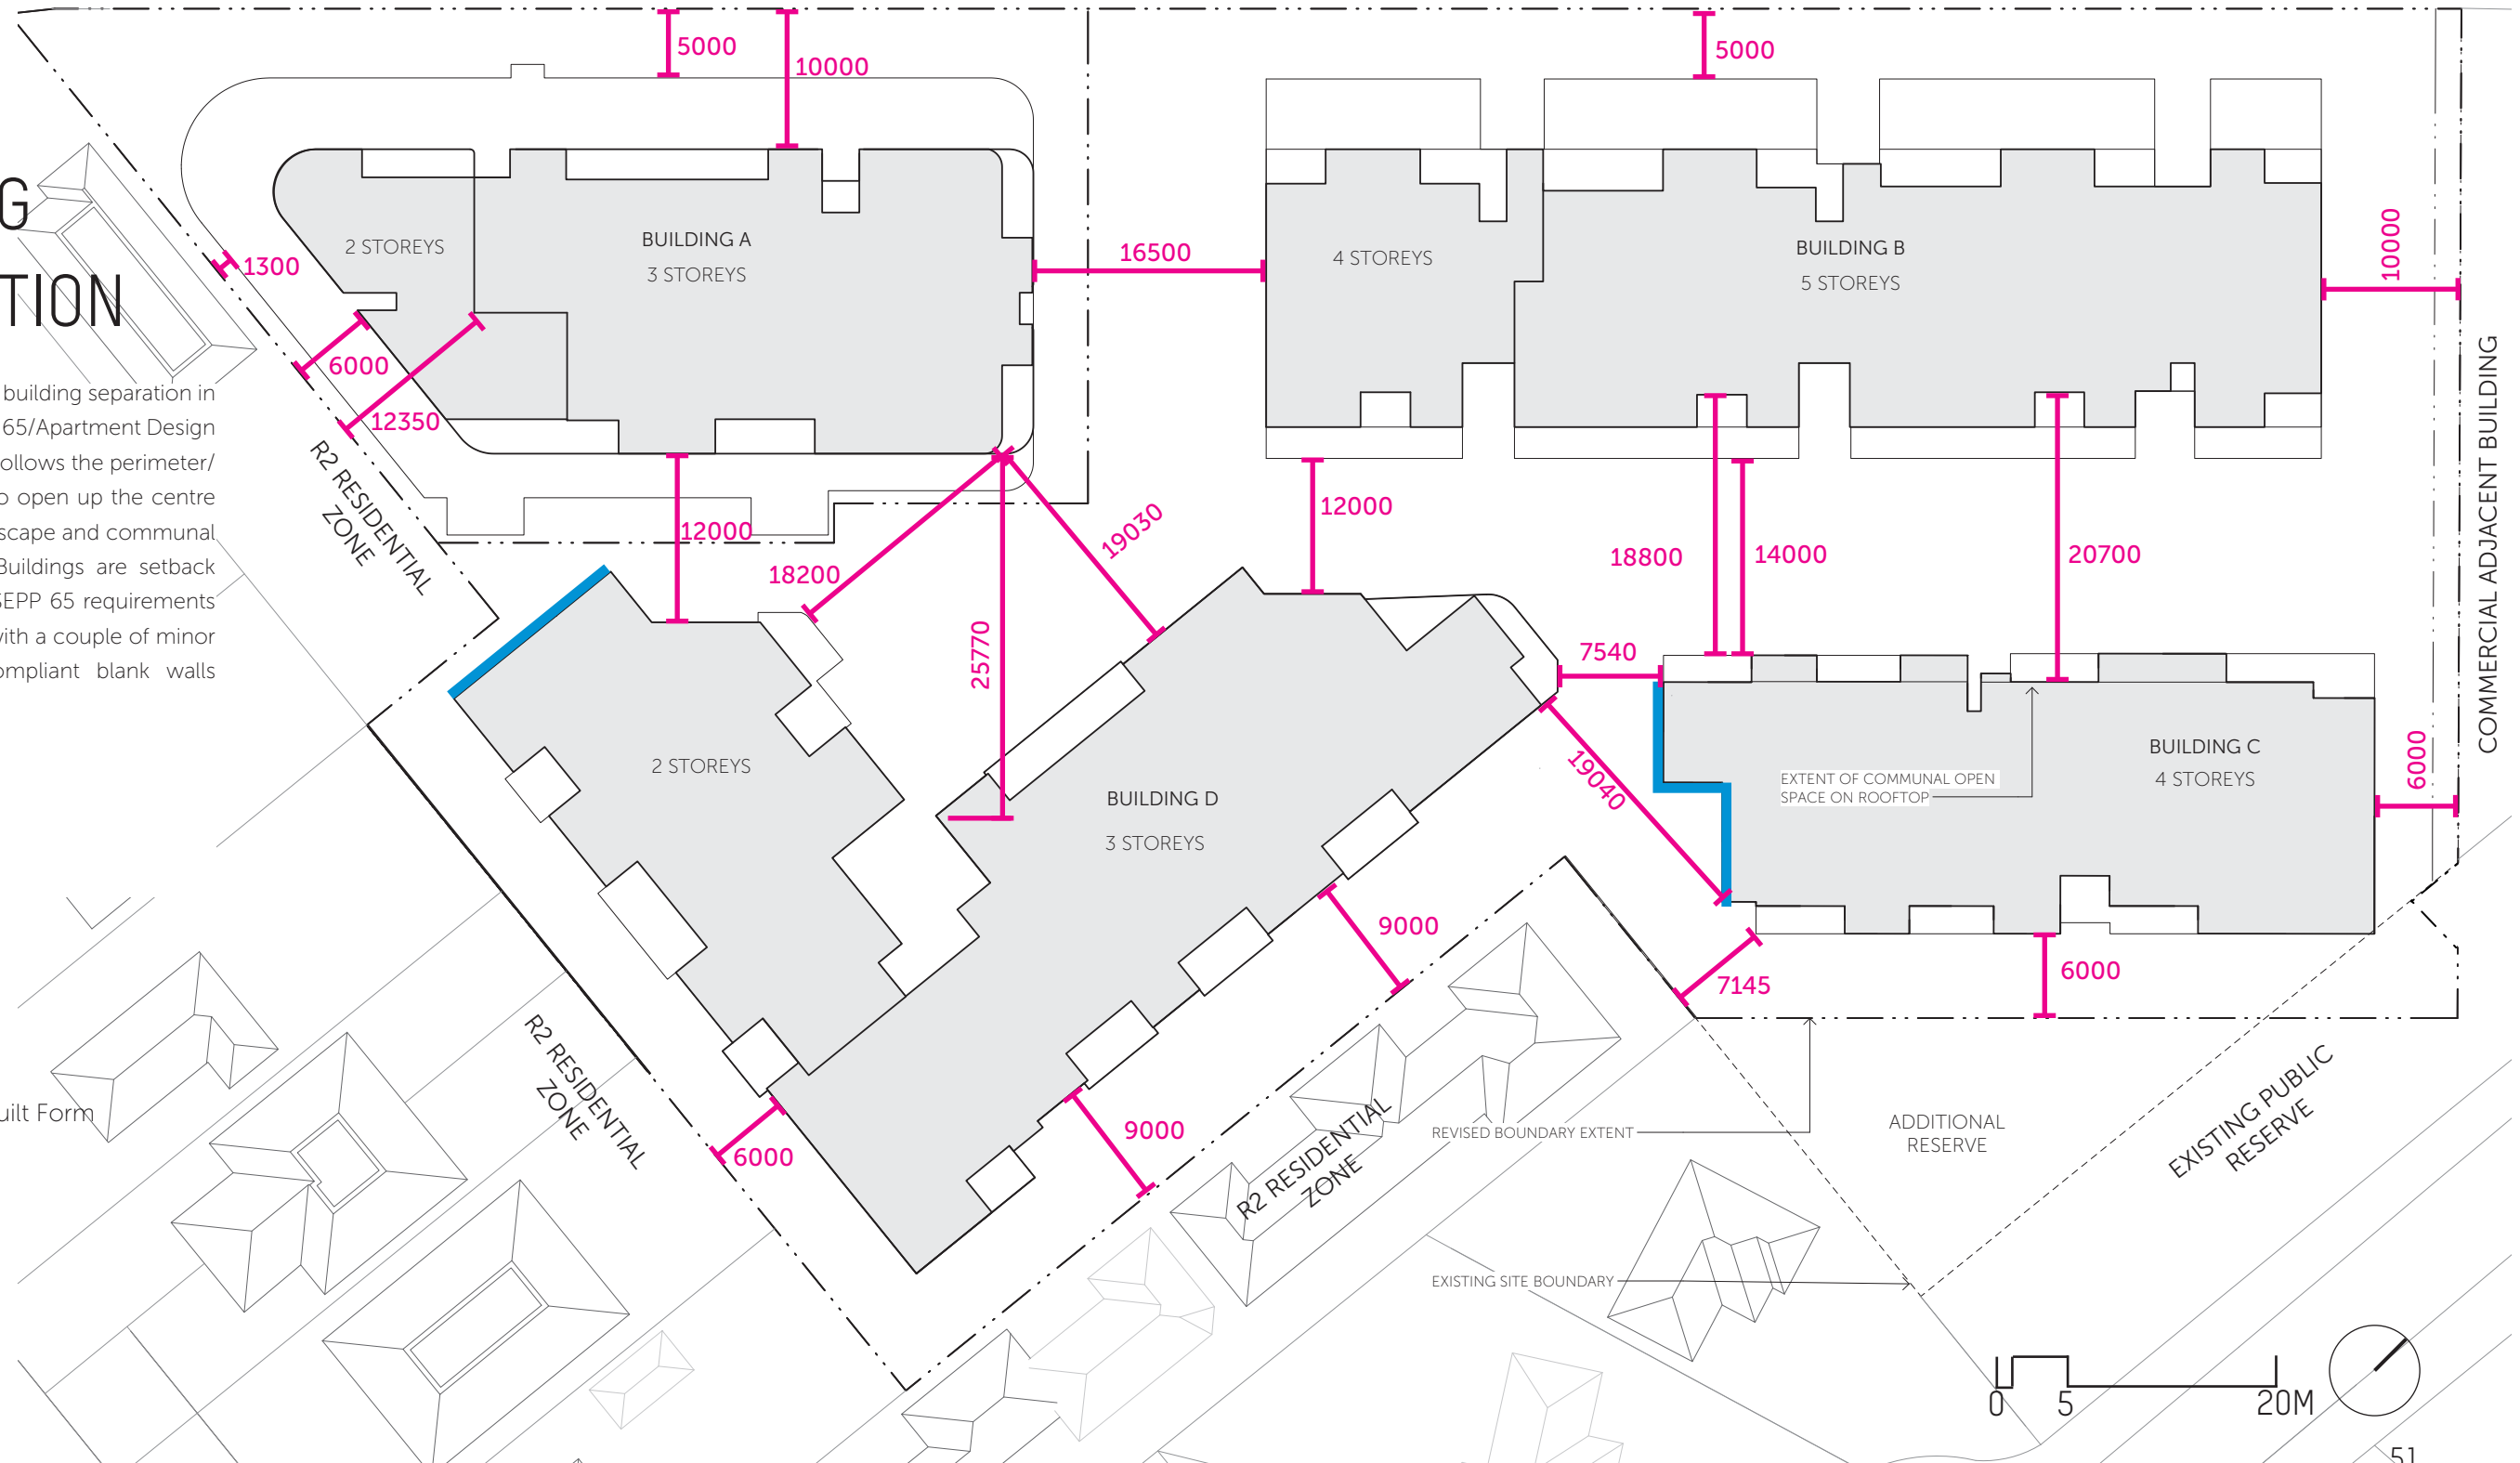 G
TION
building separation in
65/Apartment Design
ollows the perimeter/
o open up the centre
scape and communal
Buildings are setback
SEPP 65 requirements
with a couple of minor
ompliant blank walls
uilt Form
5000
10000
5000
2 STOREYS
BUILDING A
3 STOREYS
1300
6000
12350
16500
4 STOREYS
BUILDING B
5 STOREYS
10000
COMMERCIAL ADJACENT BUILDING
R2 RESIDENTIAL
ZONE
12000
18200
25770
19030
12000
18800
14000
20700
7540
19040
2 STOREYS
BUILDING D
3 STOREYS
EXTENT OF COMMUNAL OPEN
SPACE ON ROOFTOP
BUILDING C
4 STOREYS
6000
9000
7145
6000
R2 RESIDENTIAL
ZONE
6000
9000
R2 RESIDENTIAL
ZONE
REVISED BOUNDARY EXTENT
ADDITIONAL
RESERVE
EXISTING PUBLIC
RESERVE
EXISTING SITE BOUNDARY
0 5 20M
51